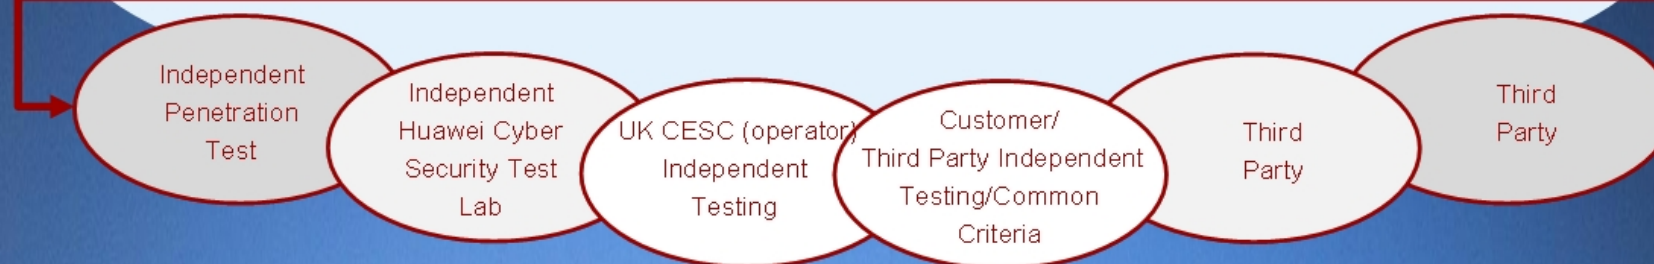 Independent
Penetration
Test
Independent
Huawei Cyber
Security Test
Lab
UK CESC (operator)
Independent
Testing
Customer/
Third Party Independent
Testing/Common
Criteria
Third
Party
Third
Party